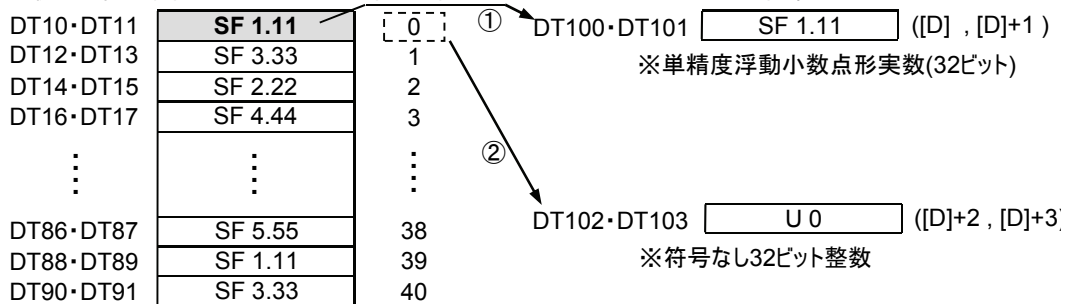 DT10・DT11 SF 1.11 0 ① DT100・DT101 SF 1.11 ([D] , [D]+1 )
DT12・DT13 SF 3.33 1 ※単精度浮動小数点形実数(32ビット)
DT14・DT15 SF 2.22 2
DT16・DT17 SF 4.44 3
⋮ ⋮ ⋮ ②
DT86・DT87 SF 5.55 38 DT102・DT103 U 0 ([D]+2 , [D]+3)
DT88・DT89 SF 1.11 39 ※符号なし32ビット整数
DT90・DT91 SF 3.33 40